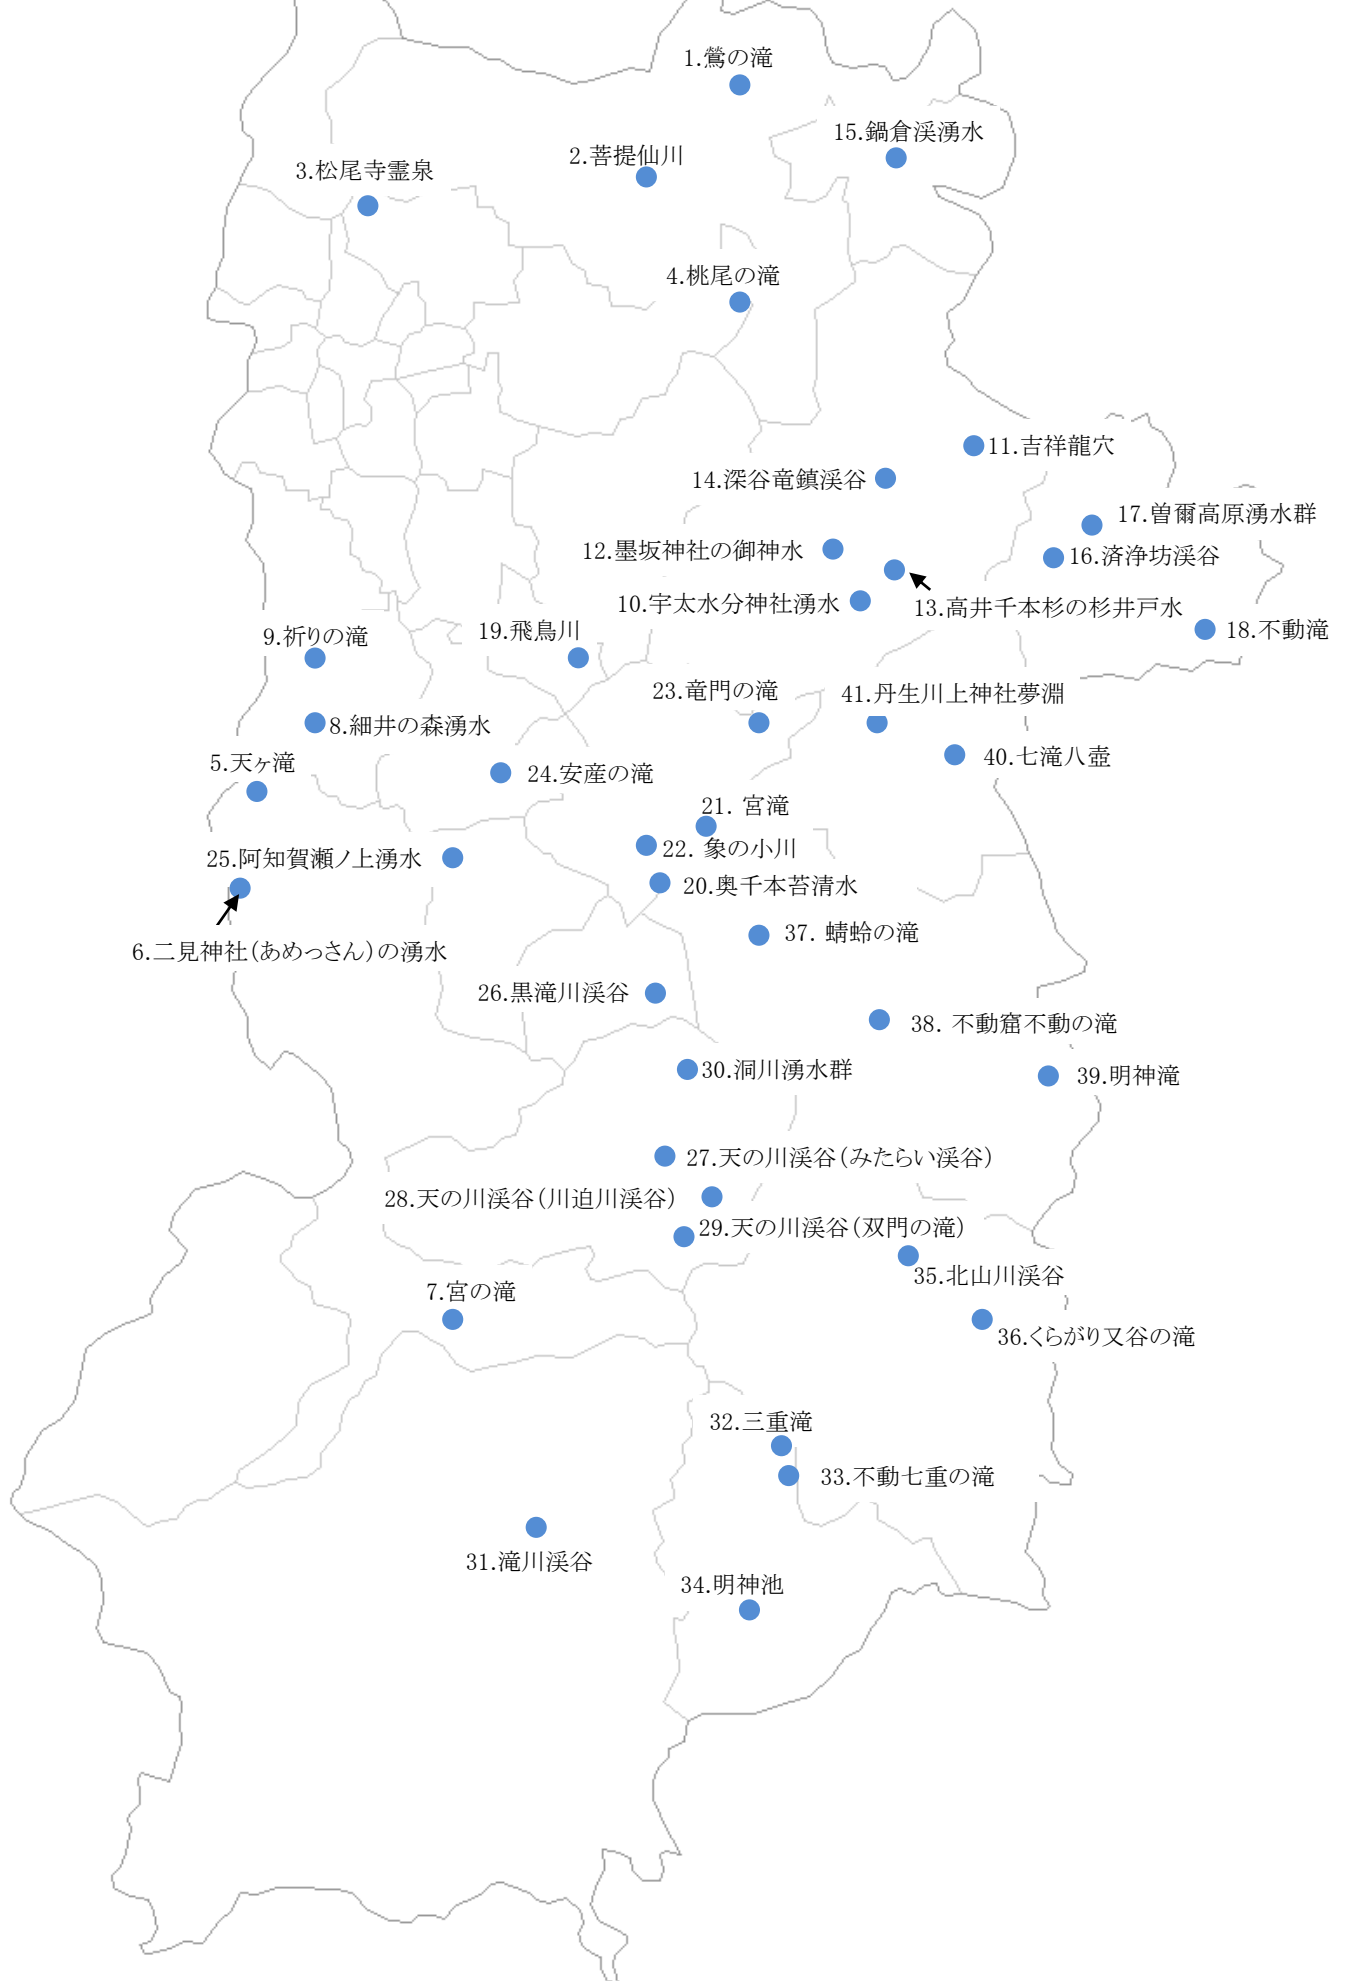 1.鶯の滝
15.鍋倉渓湧水
2.菩提仙川
3.松尾寺霊泉
4.桃尾の滝
11.吉祥龍穴
14.深谷竜鎮渓谷
17.曽爾高原湧水群
12.墨坂神社の御神水
16.済浄坊渓谷
10.宇太水分神社湧水
13.高井千本杉の杉井戸水
19.飛鳥川
18.不動滝
9.祈りの滝
23.竜門の滝
41.丹生川上神社夢淵
8.細井の森湧水
40.七滝八壺
5.天ヶ滝
24.安産の滝
21. 宮滝
22. 象の小川
25.阿知賀瀬ノ上湧水
20.奥千本苔清水
37. 蜻蛉の滝
6.二見神社（あめっさん）の湧水
26.黒滝川渓谷
38. 不動窟不動の滝
30.洞川湧水群
39.明神滝
27.天の川渓谷（みたらい渓谷）
28.天の川渓谷（川迫川渓谷）
29.天の川渓谷（双門の滝）
35.北山川渓谷
7.宮の滝
36.くらがり又谷の滝
32.三重滝
33.不動七重の滝
31.滝川渓谷
34.明神池